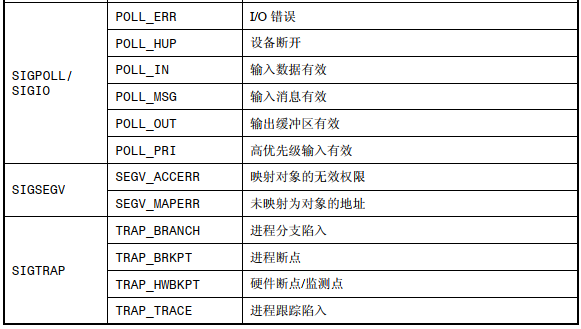 SIGPOLL/
SIGIO
POLL_ERR I/O 错误
POLL_HUP 设备断开
POLL_IN 输入数据有效
POLL_MSG 输入消息有效
POLL_OUT 输出缓冲区有效
POLL_PRI 高优先级输入有效
SIGSEGV
SEGV_ACCERR 映射对象的无效权限
SEGV_MAPERR 未映射为对象的地址
SIGTRAP
TRAP_BRANCH 进程分支陷入
TRAP_BRKPT 进程断点
TRAP_HWBKPT 硬件断点/监测点
TRAP_TRACE 进程跟踪陷入